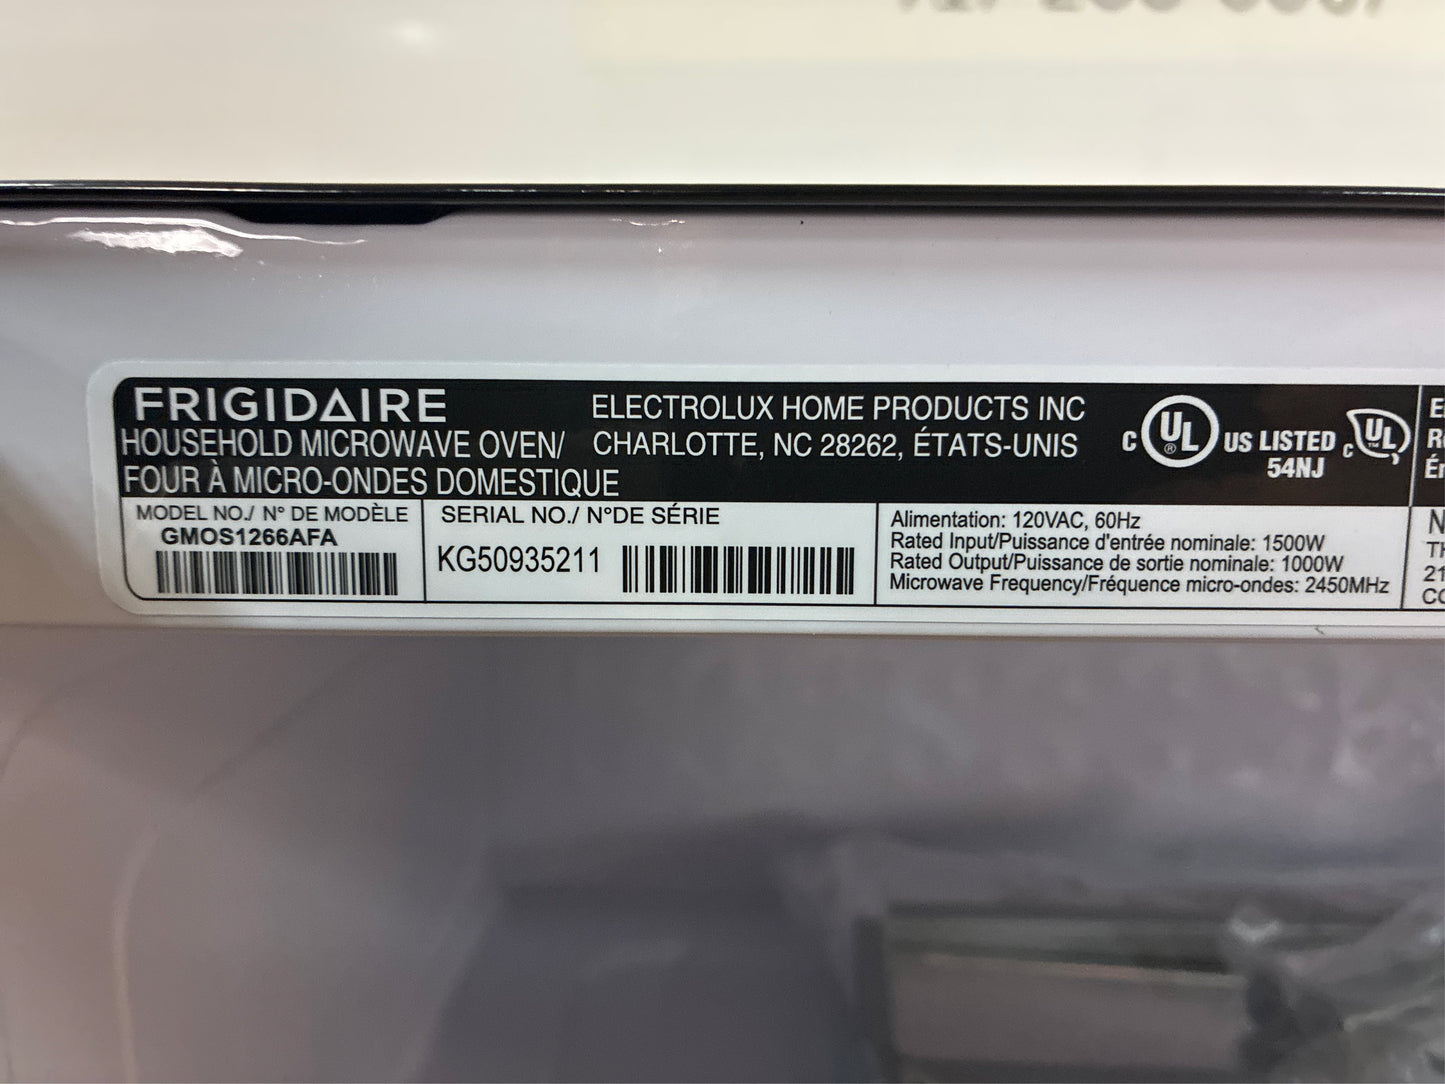 FRIGIDAIRE
HOUSEHOLD MICROWAVE OVEN/
FOUR À MICRO-ONDES DOMESTIQUE
ELECTROLUX HOME PRODUCTS INC
CHARLOTTE, NC 28262, ÉTATS-UNIS
C UL ® US LISTED
54NJ
C UL
MODEL NO./ N° DE MODÈLE
GMOS1266AFA
SERIAL NO./ N°DE SÉRIE
KG50935211
Alimentation: 120VAC, 60Hz
Rated Input/Puissance d'entrée nominale: 1500W
Rated Output/Puissance de sortie nominale: 1000W
Microwave Frequency/Fréquence micro-ondes: 2450MHz